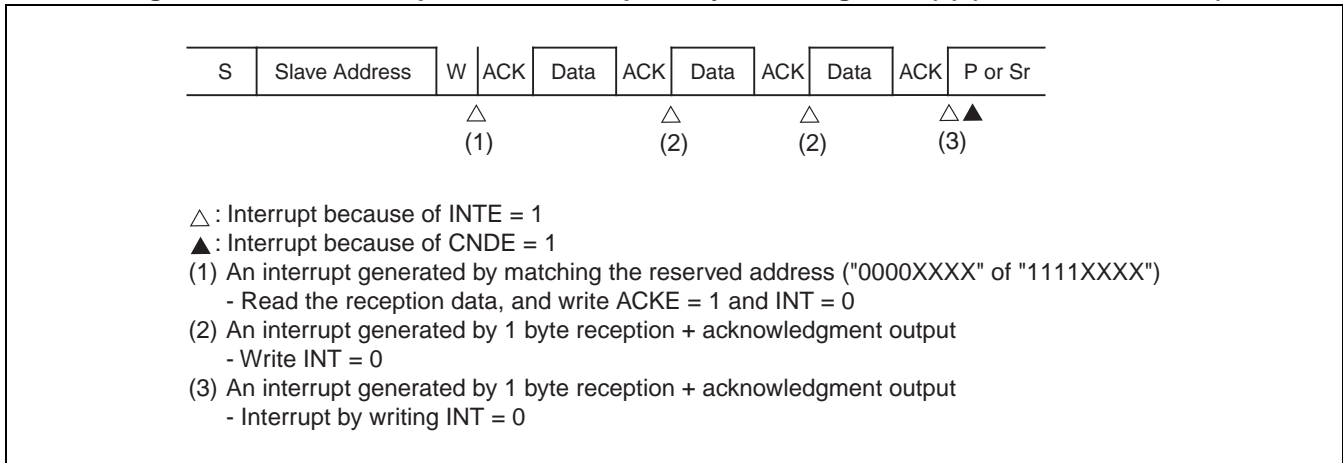 S Slave Address W ACK Data ACK Data ACK Data ACK P or Sr
△ △ △ △▲
(1) (2) (2) (3)
△ : Interrupt because of INTE = 1
▲ : Interrupt because of CNDE = 1
(1) An interrupt generated by matching the reserved address ("0000XXXX" of "1111XXXX")
- Read the reception data, and write ACKE = 1 and INT = 0
(2) An interrupt generated by 1 byte reception + acknowledgment output
- Write INT = 0
(3) An interrupt generated by 1 byte reception + acknowledgment output
- Interrupt by writing INT = 0